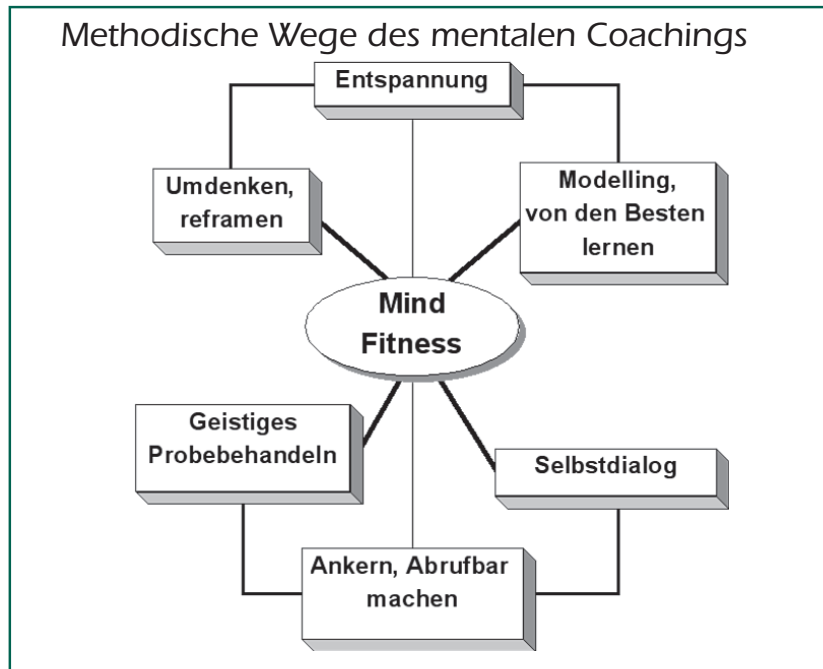 Methodische Wege des mentalen Coachings
Entspannung
Umdenken,
reframen
Modelling,
von den Besten
lernen
Mind
Fitness
Geistiges
Probebehandeln
Selbstdialog
Ankern, Abrufbar
machen